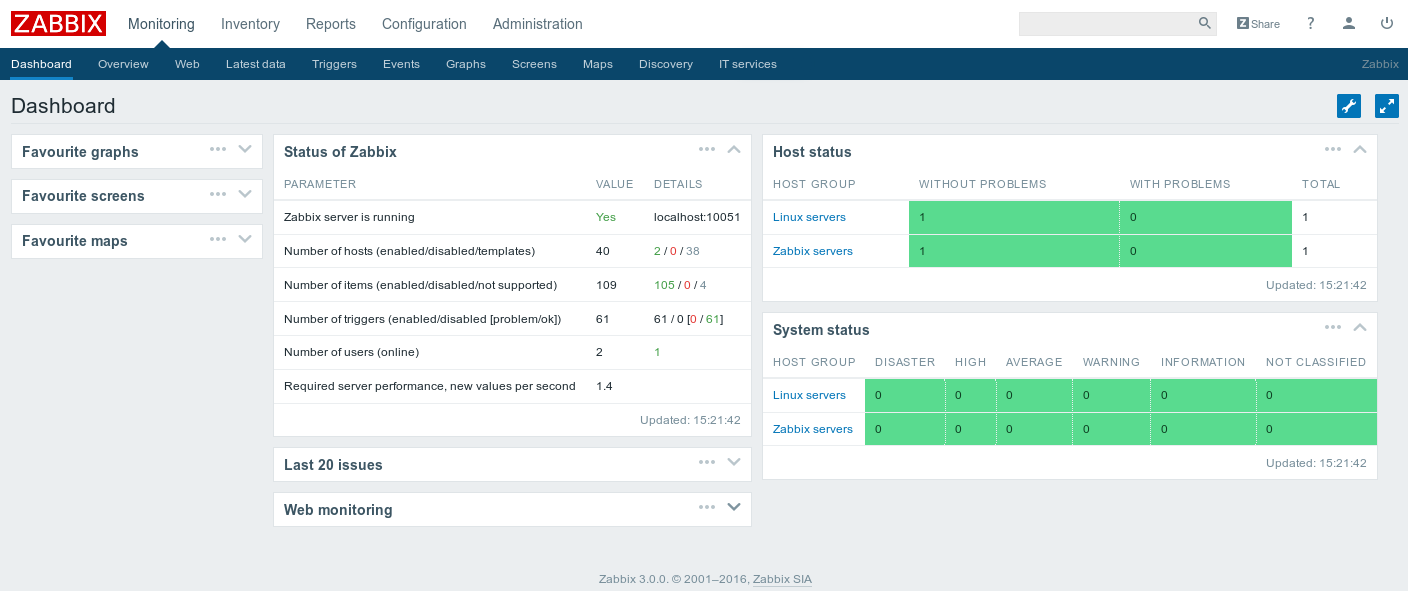 ZABBIX Monitoring Inventory Reports Configuration Administration Z Share ?
Dashboard Overview Web Latest data Triggers Events Graphs Screens Maps Discovery IT services Zabbix
Dashboard
Favourite graphs
Favourite screens
Favourite maps
Status of Zabbix
PARAMETER VALUE DETAILS
Zabbix server is running Yes localhost:10051
Number of hosts (enabled/disabled/templates) 40 2 / 0 / 38
Number of items (enabled/disabled/not supported) 109 105 / 0 / 4
Number of triggers (enabled/disabled [problem/ok]) 61 61 / 0 [0 / 61]
Number of users (online) 2 1
Required server performance, new values per second 1.4
Updated: 15:21:42
Last 20 issues
Web monitoring
Host status
HOST GROUP WITHOUT PROBLEMS WITH PROBLEMS TOTAL
Linux servers 1 0 1
Zabbix servers 1 0 1
Updated: 15:21:42
System status
HOST GROUP DISASTER HIGH AVERAGE WARNING INFORMATION NOT CLASSIFIED
Linux servers 0 0 0 0 0 0
Zabbix servers 0 0 0 0 0 0
Updated: 15:21:42
Zabbix 3.0.0. © 2001–2016, Zabbix SIA